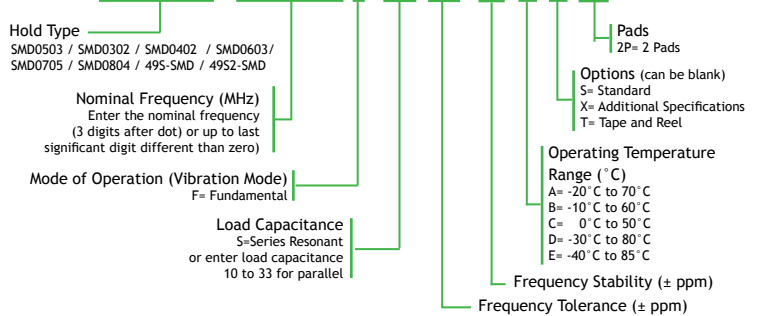 Hold Type
SMD0503 / SMD0302 / SMD0402 / SMD0603/
SMD0705 / SMD0804 / 49S-SMD / 49S2-SMD
Nominal Frequency (MHz)
Enter the nominal frequency
(3 digits after dot) or up to last
significant digit different than zero)
Mode of Operation (Vibration Mode)
F= Fundamental
Load Capacitance
S=Series Resonant
or enter load capacitance
10 to 33 for parallel
Pads
2P= 2 Pads
Options (can be blank)
S= Standard
X= Additional Specifications
T= Tape and Reel
Operating Temperature
Range (°C)
A= -20°C to 70°C
B= -10°C to 60°C
C= 0°C to 50°C
D= -30°C to 80°C
E= -40°C to 85°C
Frequency Stability (± ppm)
Frequency Tolerance (± ppm)